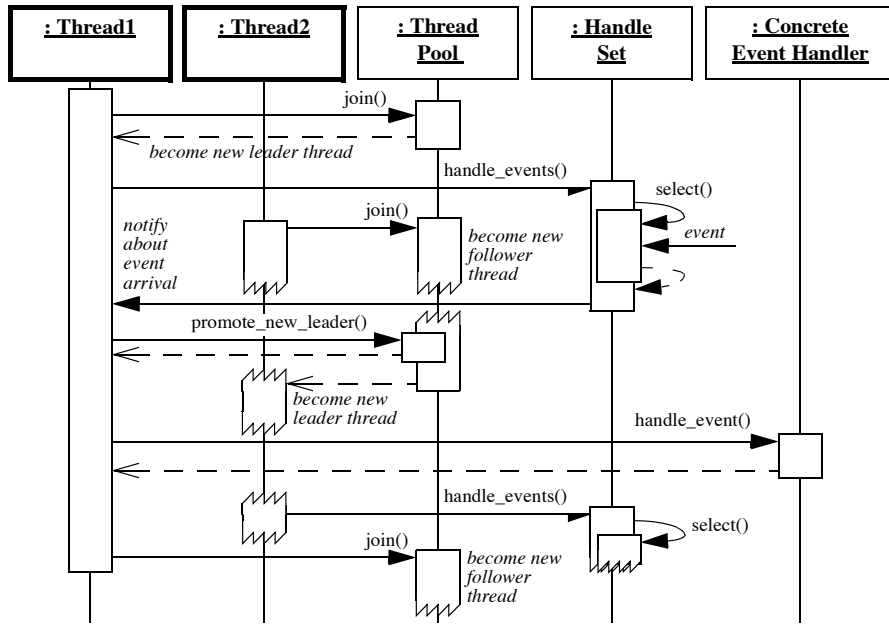 : Thread1
: Thread2
: Thread
Pool
: Handle
Set
: Concrete
Event Handler
join()
become new leader thread
handle_events()
select()
notify
about
event
arrival
join()
become new
follower
thread
event
promote_new_leader()
become new
leader thread
handle_event()
handle_events()
select()
join()
become new
follower
thread